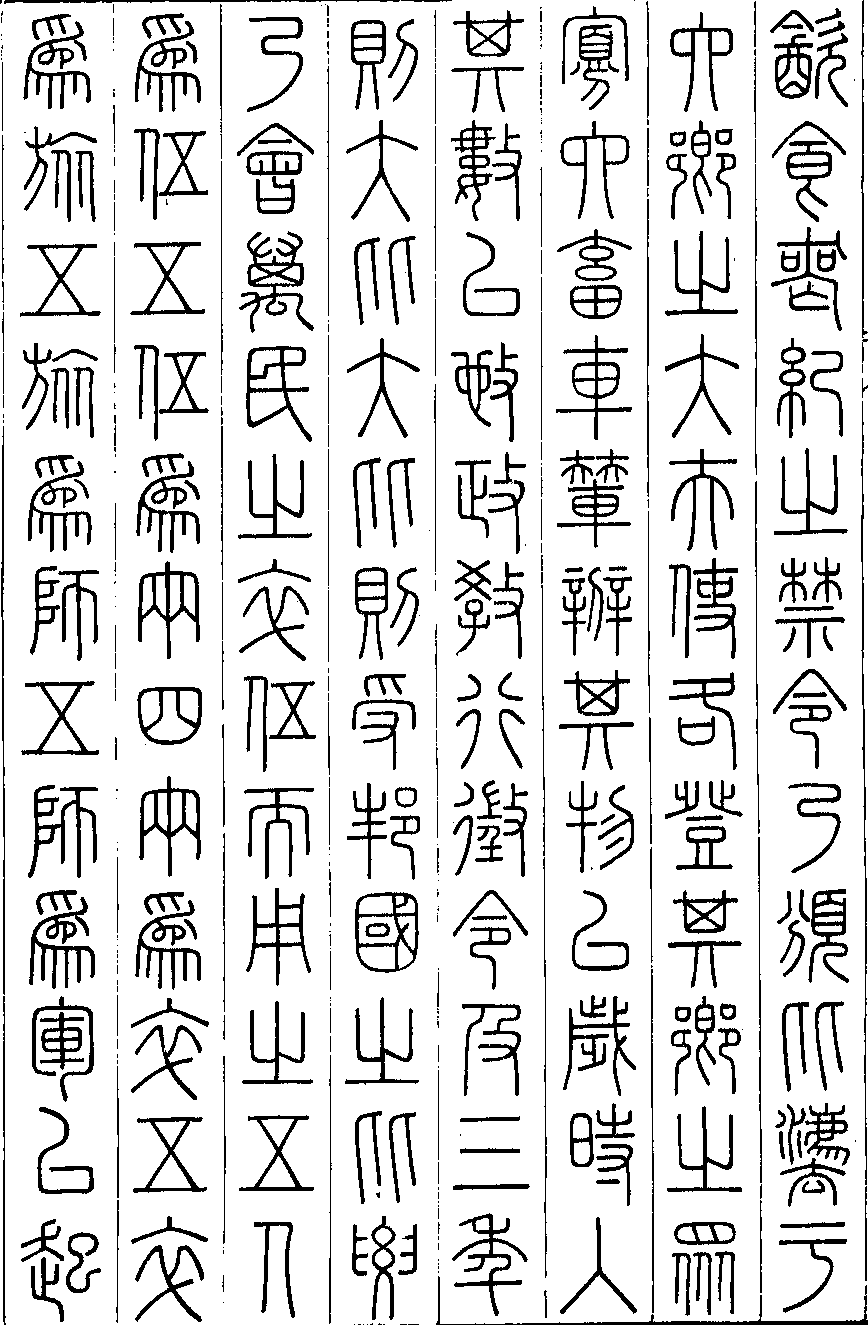 飲食喪紀之禁令乃頒比灋于
六鄉之大夫使各登其鄉之眾
寡六畜車輦辨其物以歲時入
其數以施政教行徵令及三年
則大比大比則受邦國之比要
乃會萬民之卒伍而用之五人
為伍五伍為兩四兩為卒五卒
為旅五旅為師五師為軍以起